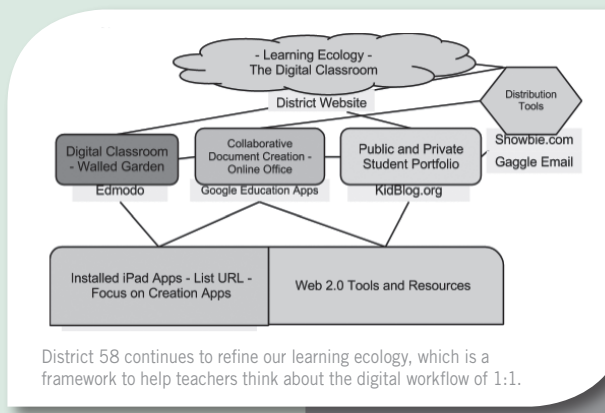 - Learning Ecology -
The Digital Classroom
District Website
Distribution
Tools
Showbie.com
Gaggle Email
Digital Classroom
- Walled Garden
Edmodo
Collaborative
Document Creation -
Online Office
Google Education Apps
Public and Private
Student Portfolio
KidBlog.org
Installed iPad Apps - List URL -
Focus on Creation Apps
Web 2.0 Tools and Resources
District 58 continues to refine our learning ecology, which is a
framework to help teachers think about the digital workflow of 1:1.